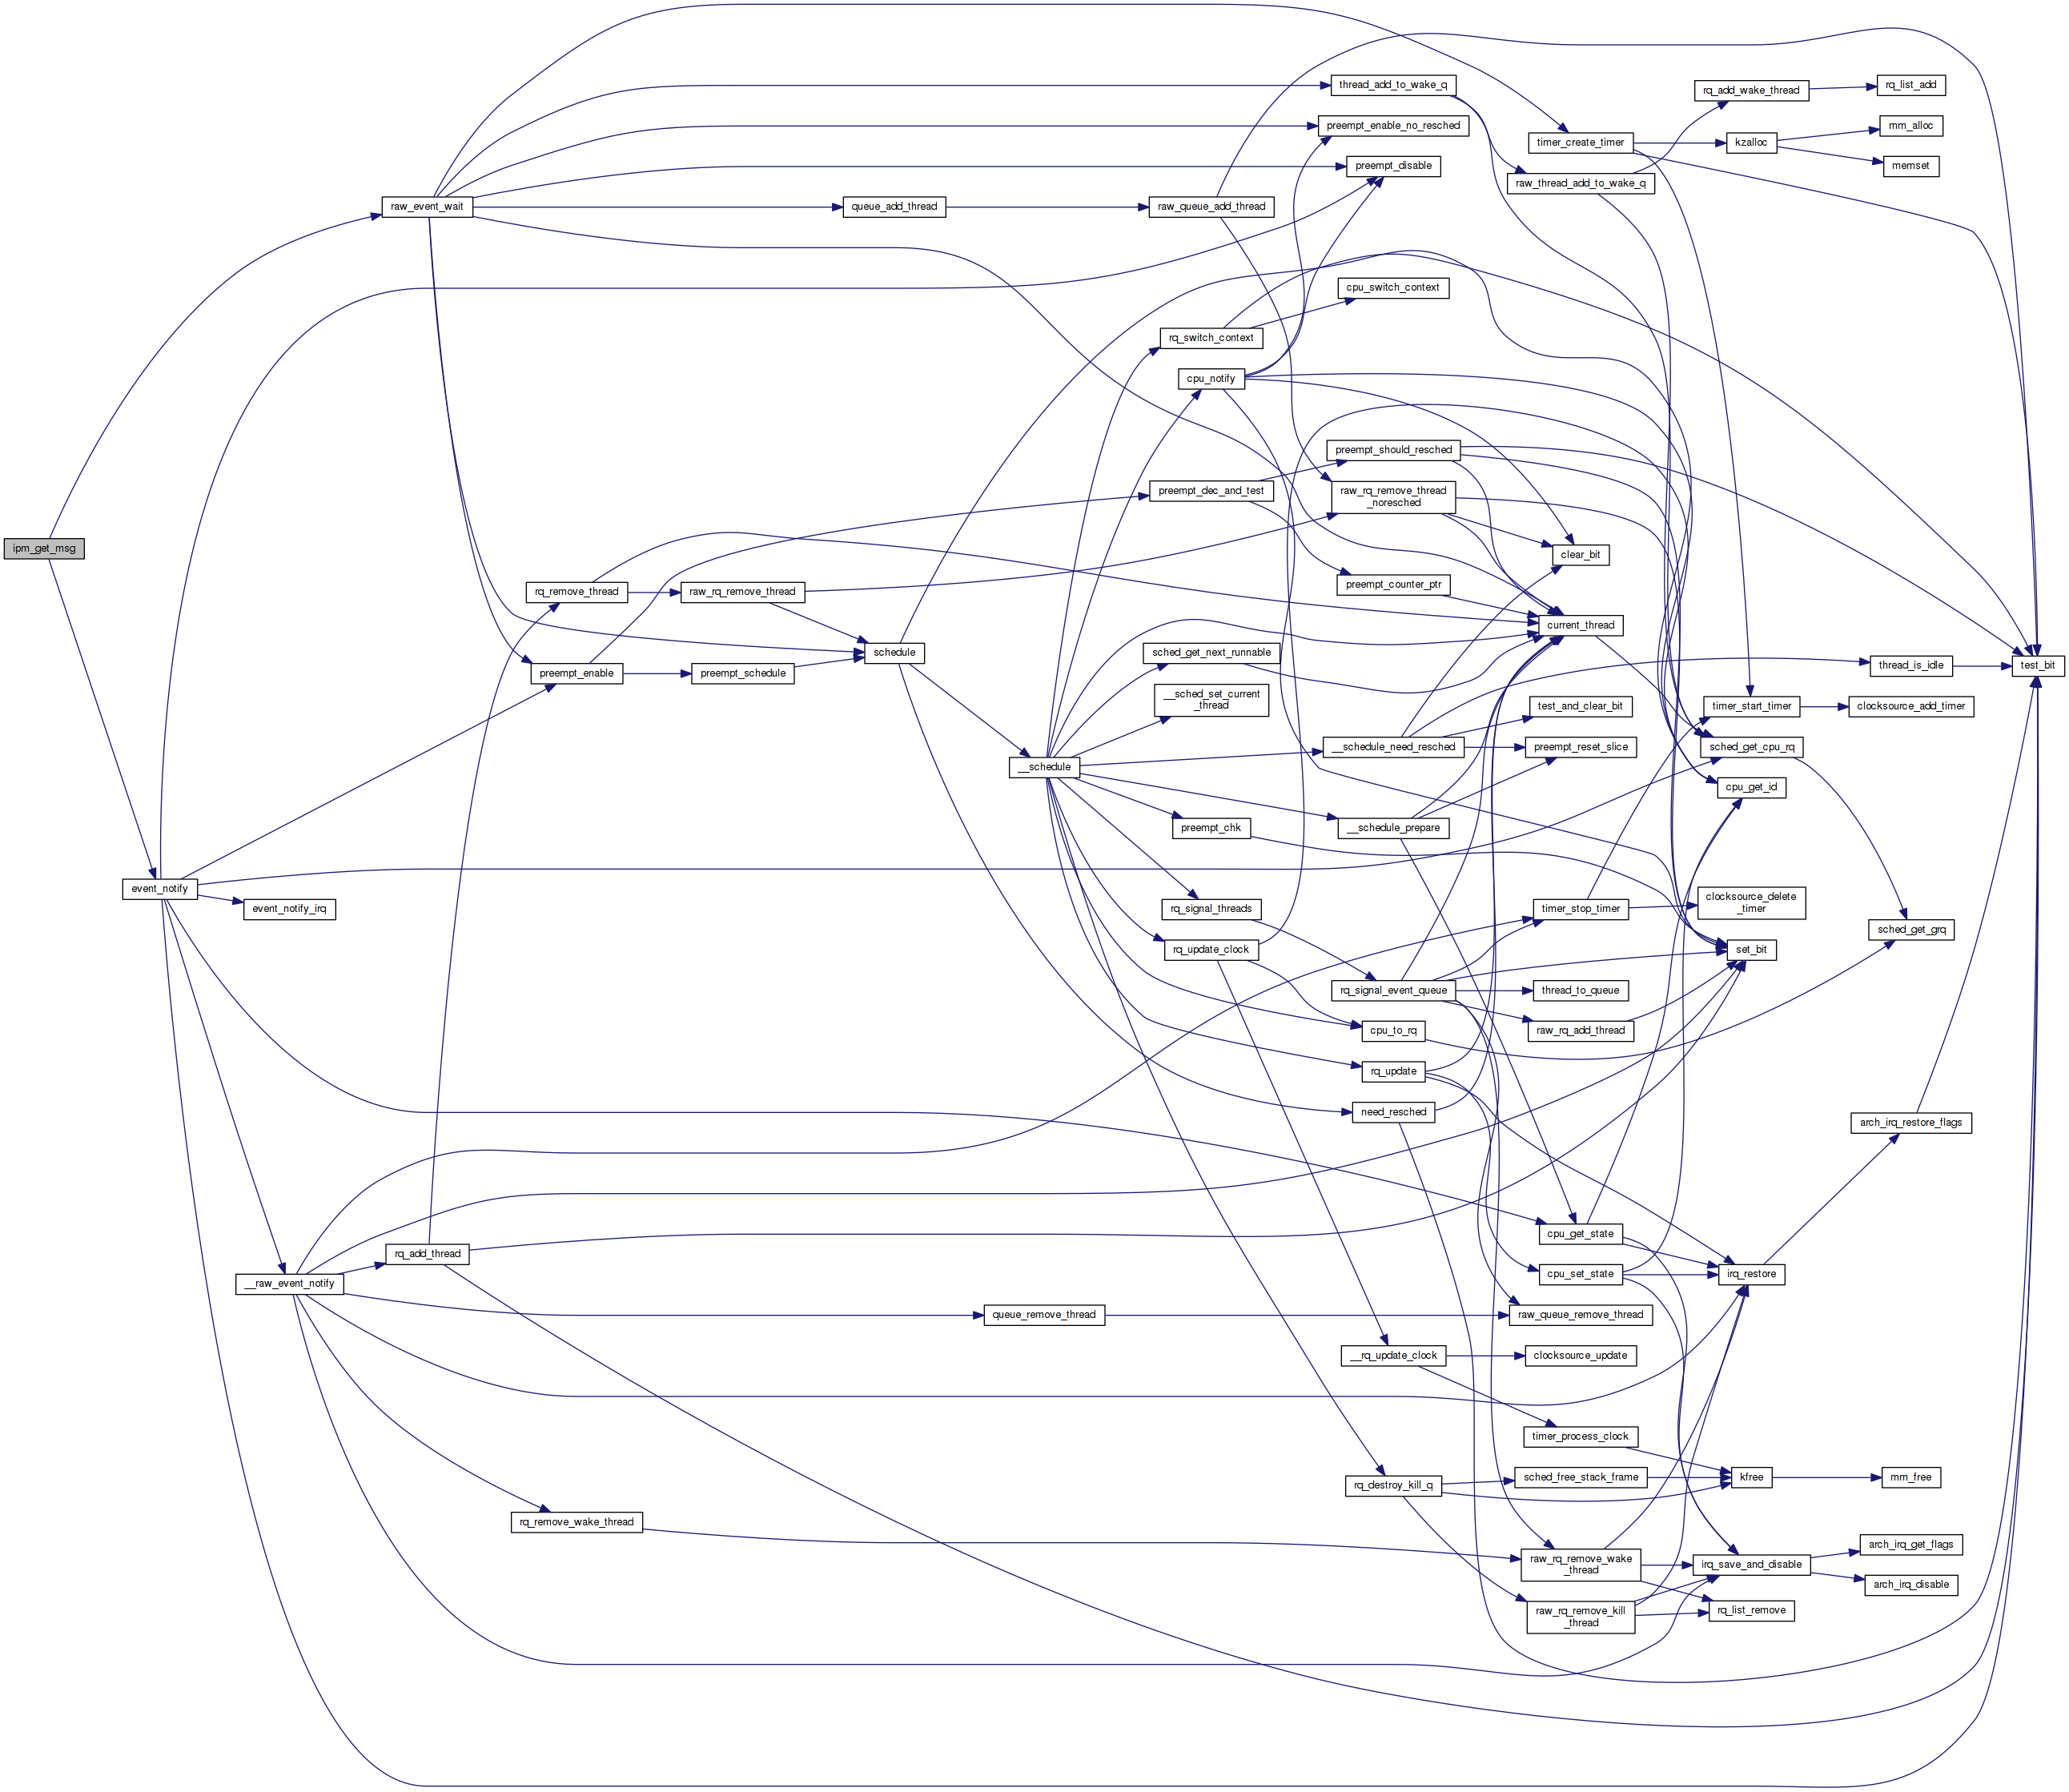 ipm_get_msg
raw_event_wait
event_notify
event_notify_irq
__raw_event_notify
rq_add_thread
rq_remove_thread
preempt_enable
raw_rq_remove_thread
preempt_schedule
rq_remove_wake_thread
queue_add_thread
schedule
queue_remove_thread
__schedule
raw_queue_add_thread
rq_switch_context
cpu_notify
preempt_dec_and_test
sched_get_next_runnable
__sched_set_current
_thread
preempt_chk
rq_signal_threads
rq_update_clock
thread_add_to_wake_q
preempt_enable_no_resched
preempt_disable
cpu_switch_context
preempt_should_resched
raw_rq_remove_thread
_noresched
preempt_counter_ptr
__schedule_need_resched
__schedule_prepare
rq_signal_event_queue
cpu_to_rq
rq_update
need_resched
__rq_update_clock
rq_destroy_kill_q
timer_create_timer
raw_thread_add_to_wake_q
clear_bit
current_thread
test_and_clear_bit
preempt_reset_slice
timer_stop_timer
thread_to_queue
raw_rq_add_thread
cpu_get_state
cpu_set_state
raw_queue_remove_thread
clocksource_update
timer_process_clock
sched_free_stack_frame
raw_rq_remove_wake
_thread
raw_rq_remove_kill
_thread
rq_add_wake_thread
kzalloc
timer_start_timer
sched_get_cpu_rq
cpu_get_id
clocksource_delete
_timer
set_bit
irq_restore
kfree
irq_save_and_disable
rq_list_remove
rq_list_add
mm_alloc
memset
thread_is_idle
clocksource_add_timer
sched_get_grq
arch_irq_restore_flags
mm_free
arch_irq_get_flags
arch_irq_disable
test_bit